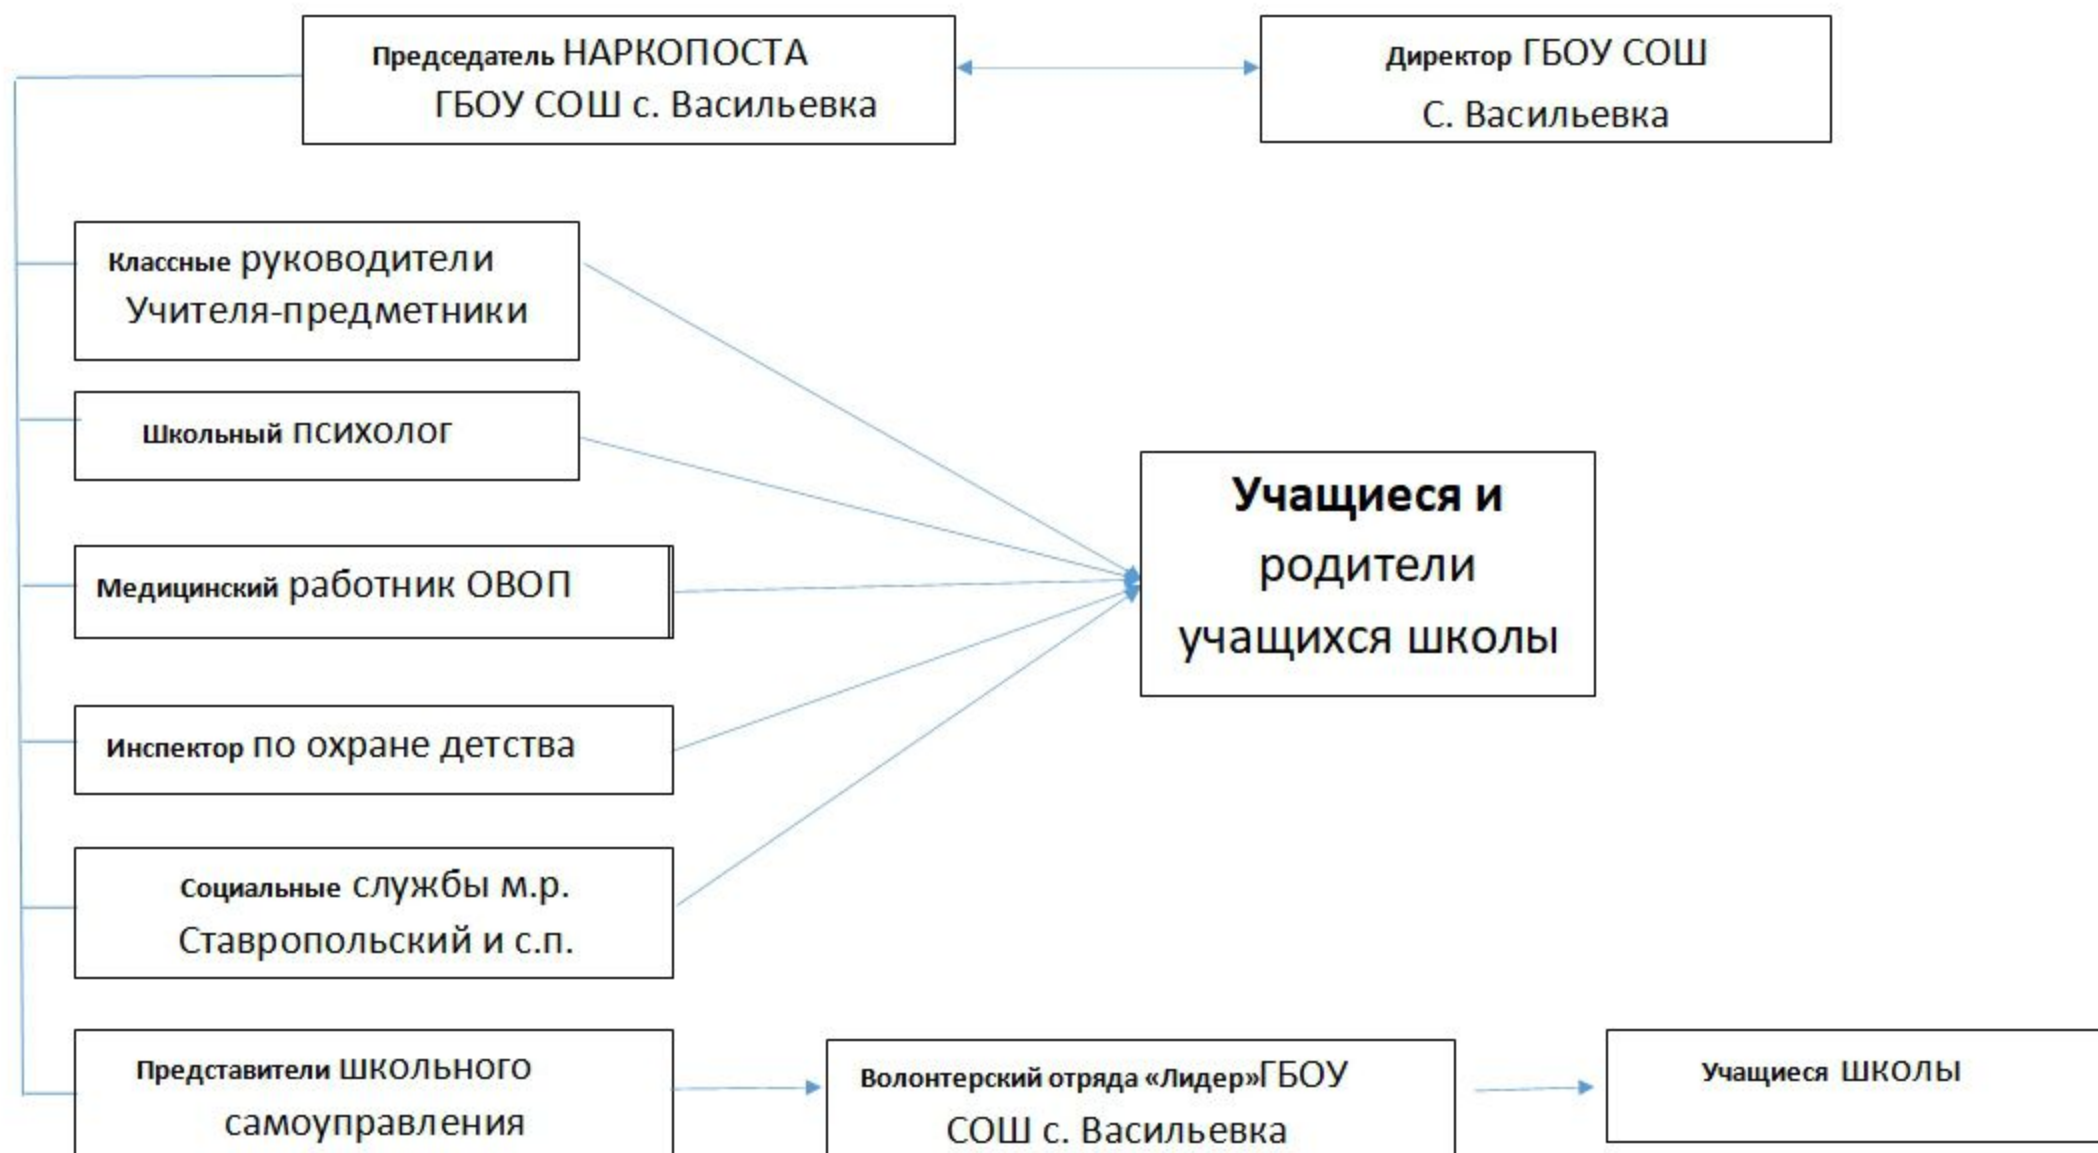 Председатель НАРКОПОСТА
ГБОУ СОШ с. Васильевка
Директор ГБОУ СОШ
С. Васильевка
Классные руководители
Учителя-предметники
Школьный психолог
Медицинский работник ОВОП
Инспектор по охране детства
Социальные службы м.р.
Ставропольский и с.п.
Представители школьного
самоуправления
Учащиеся и
родители
учащихся школы
Волонтерский отряда «Лидер»ГБОУ
СОШ с. Васильевка
Учащиеся школы